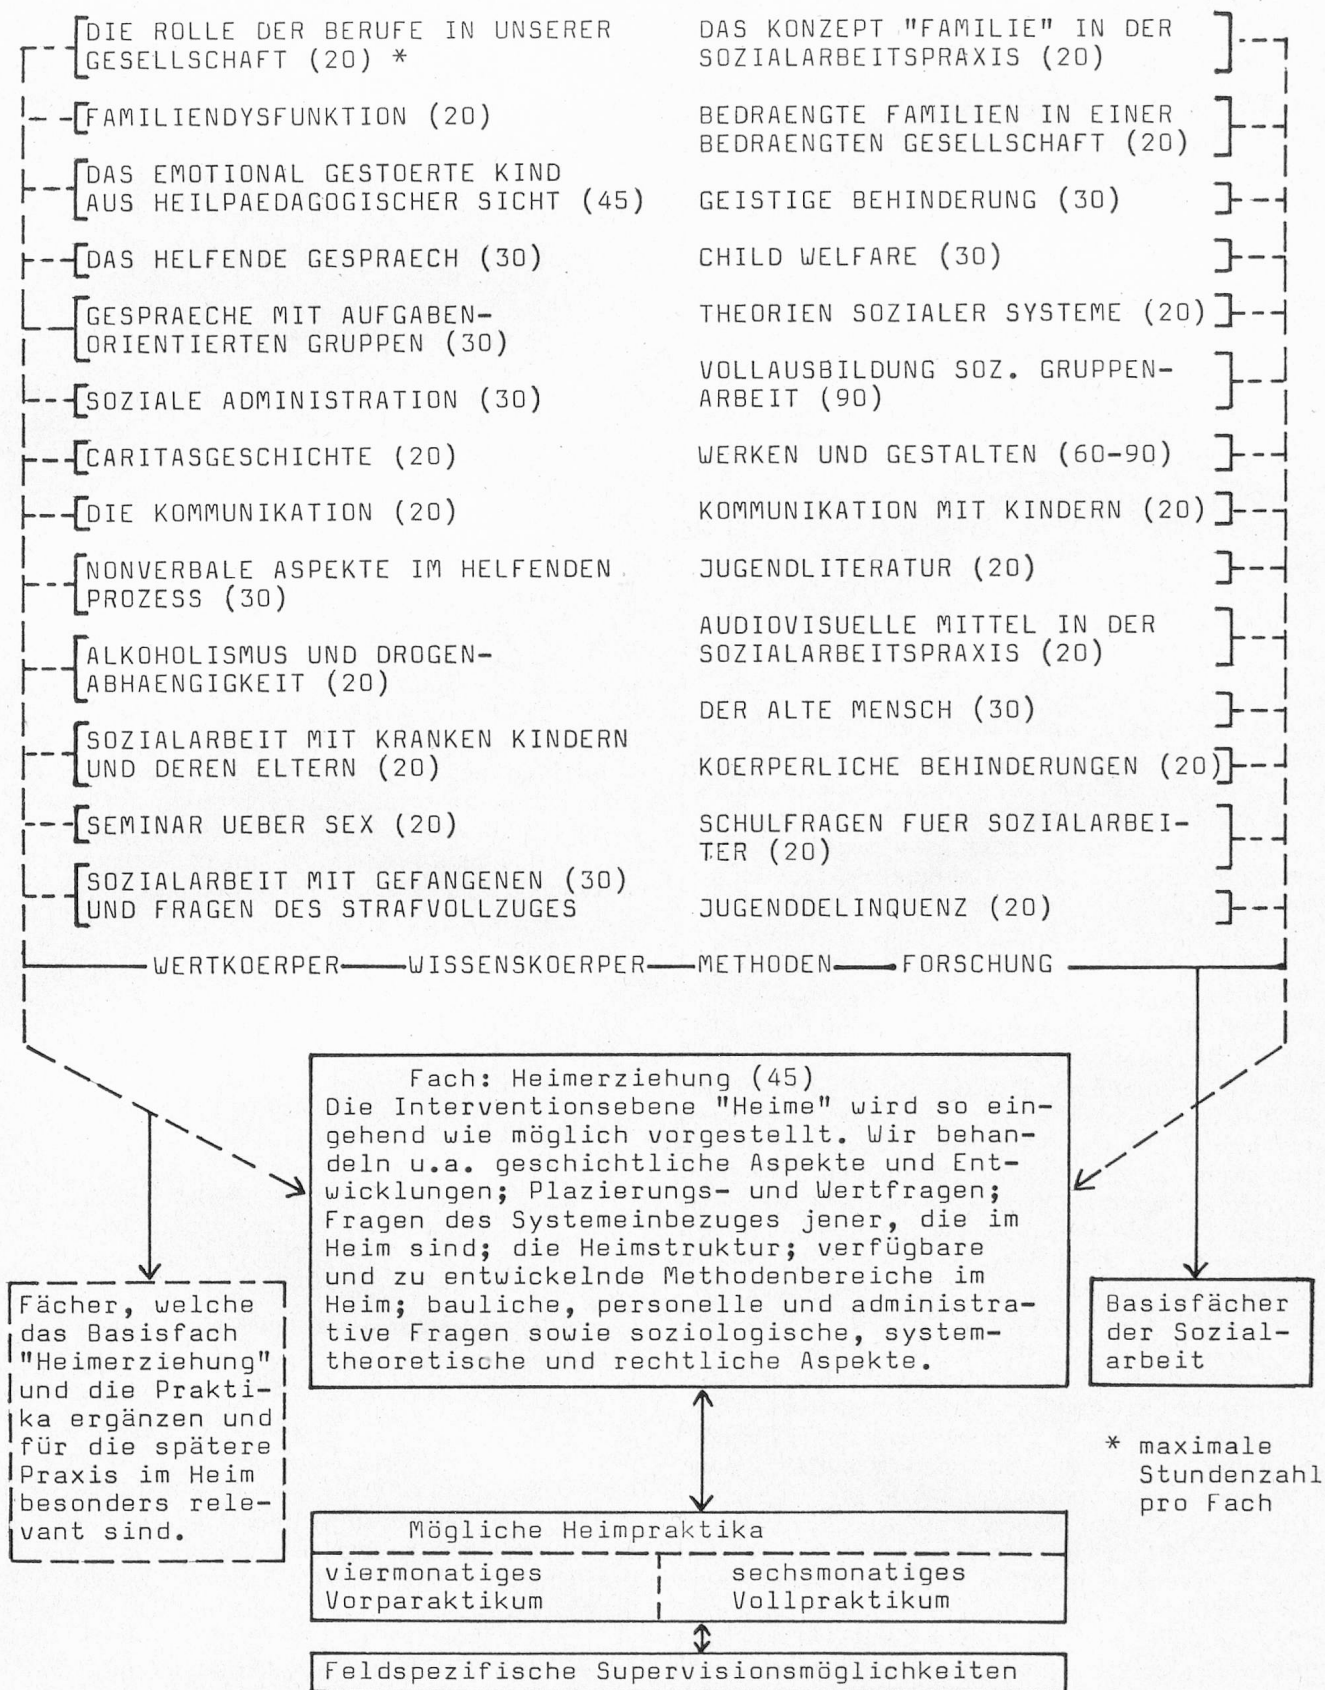 DIE ROLLE DER BERUFE IN UNSERER
GESELLSCHAFT (20) *
FAMILIENDYSFUNKTION (20)
DAS EMOTIONAL GESTOERTE KIND
AUS HEILPAEDAGOGISCHER SICHT (45)
DAS HELFENDE GESPRAECH (30)
GESPRAECHE MIT AUFGABEN-
ORIENTIERTEN GRUPPEN (30)
SOZIALE ADMINISTRATION (30)
CARITASGESCHICHTE (20)
DIE KOMMUNIKATION (20)
NONVERBALE ASPEKTE IM HELFENDEN
PROZESS (30)
ALKOHOLISMUS UND DROGEN-
ABHAENGIGKEIT (20)
SOZIALARBEIT MIT KRANKEN KINDERN
UND DEREN ELTERN (20)
SEMINAR UEBER SEX (20)
SOZIALARBEIT MIT GEFANGENEN (30)
UND FRAGEN DES STRAFVOLLZUGES
DAS KONZEPT "FAMILIE" IN DER
SOZIALARBEITSPRAXIS (20)
BEDRAENGTE FAMILIEN IN EINER
BEDRAENGTEN GESELLSCHAFT (20)
GEISTIGE BEHINDERUNG (30)
CHILD WELFARE (30)
THEORIEN SOZIALER SYSTEME (20)
VOLLAUSBILDUNG SOZ. GRUPPEN-
ARBEIT (90)
WERKEN UND GESTALTEN (60-90)
KOMMUNIKATION MIT KINDERN (20)
JUGENDLITERATUR (20)
AUDIOVISUELLE MITTEL IN DER
SOZIALARBEITSPRAXIS (20)
DER ALTE MENSCH (30)
KOERPERLICHE BEHINDERUNGEN (20)
SCHULFRAGEN FUER SOZIALARBEI-
TER (20)
JUGENDDELINQUENZ (20)
WERTKOERPER WISSENSKOERPER METHODEN FORSCHUNG
Fach: Heimerziehung (45)
Die Interventionsebene "Heime" wird so ein-
gehend wie möglich vorgestellt. Wir behan-
deln u.a. geschichtliche Aspekte und Ent-
wicklungen; Plazierungs- und Wertfragen;
Fragen des Systemeinbezuges jener, die im
Heim sind; die Heimstruktur; verfügbare
und zu entwickelnde Methodenbereiche im
Heim; bauliche, personelle und administra-
tive Fragen sowie soziologische, system-
theoretische und rechtliche Aspekte.
Fächer, welche
das Basisfach
"Heimerziehung"
und die Prakti-
ka ergänzen und
für die spätere
Praxis im Heim
besonders rele-
vant sind.
Basisfächer
der Sozial-
arbeit
* maximale
Stundenzahl
pro Fach
Mögliche Heimpraktika
viermonatiges
Vorparaktikum
sechsmonatiges
Vollpraktikum
Feldspezifische Supervisionsmöglichkeiten